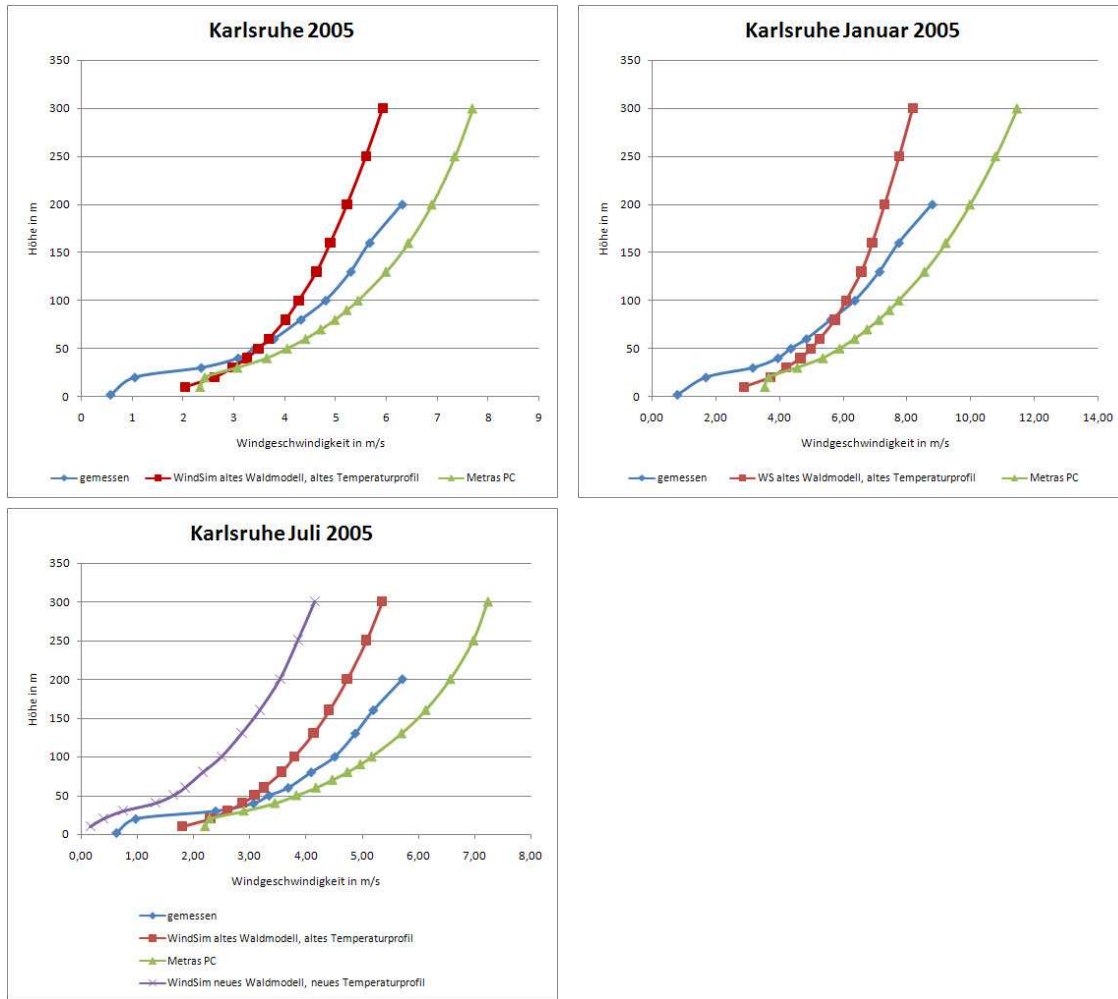 Karlsruhe 2005
350
300
250
200
150
100
50
0
Höhe in m
0 1 2 3 4 5 6 7 8 9
Windgeschwindigkeit in m/s
gemessen WindSim altes Waldmodell, altes Temperaturprofil Metras PC
Karlsruhe Januar 2005
350
300
250
200
150
100
50
0
Höhe in m
0,00 2,00 4,00 6,00 8,00 10,00 12,00 14,00
Windgeschwindigkeit in m/s
gemessen WS altes Waldmodell, altes Temperaturprofil Metras PC
Karlsruhe Juli 2005
350
300
250
200
150
100
50
0
Höhe in m
0,00 1,00 2,00 3,00 4,00 5,00 6,00 7,00 8,00
Windgeschwindigkeit in m/s
gemessen
WindSim altes Waldmodell, altes Temperaturprofil
Metras PC
WindSim neues Waldmodell, neues Temperaturprofil